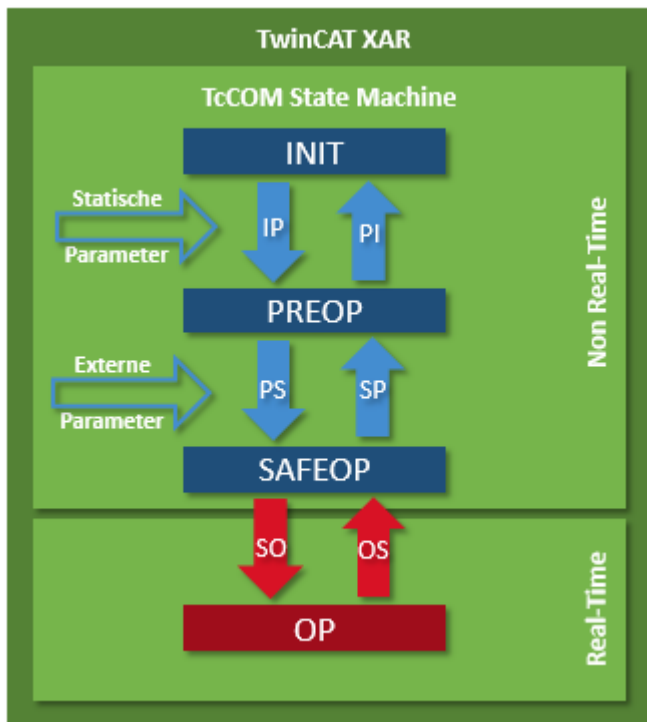 TwinCAT XAR
TcCOM State Machine
INIT
Statische
Parameter
IP
PI
PREOP
Externe
Parameter
PS
SP
SAFEOP
Non Real-Time
SO
OS
OP
Real-Time